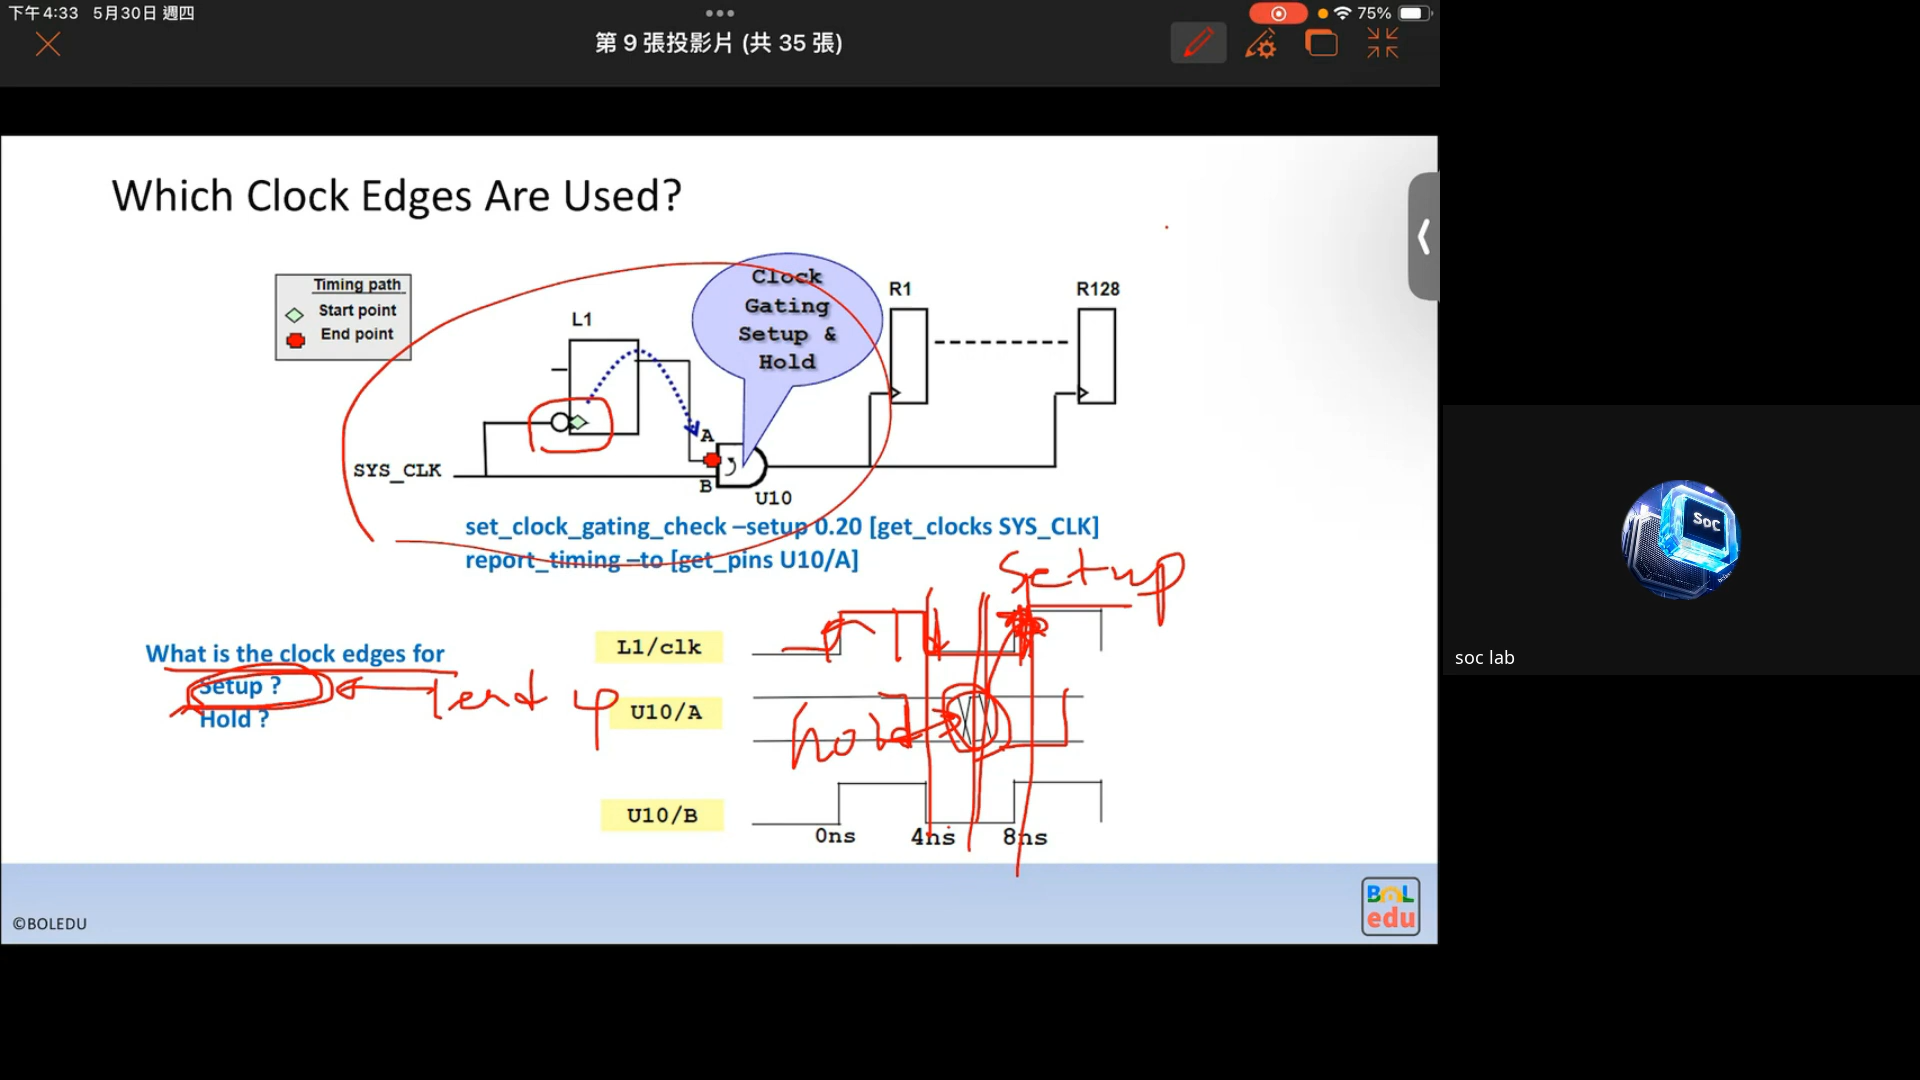 下午4:33 5月30日 週四
75%
第 9 張投影片 (共 35 張)
Which Clock Edges Are Used?
Timing path
Start point
End point
L1
Clock
Gating
Setup &
Hold
R1
R128
A
SYS_CLK
B
U10
set_clock_gating_check –setup 0.20 [get_clocks SYS_CLK]
report_timing –to [get_pins U10/A]
Setup
What is the clock edges for
Setup ?
Hold ?
L1/clk
U10/A
hold
U10/B
0ns 4ns 8ns
©BOLEDU
BOL
edu
SoC
soc lab